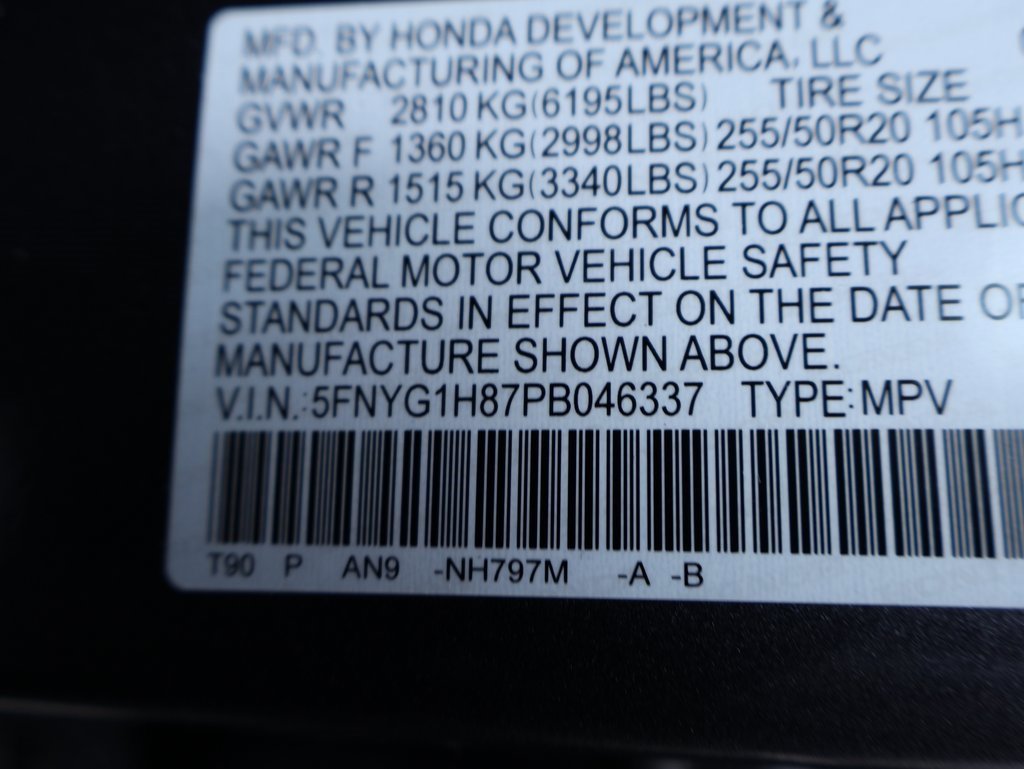 MFD. BY HONDA DEVELOPMENT &
MANUFACTURING OF AMERICA, LLC
GVWR 2810 KG(6195LBS) TIRE SIZE
GAWR F 1360 KG(2998LBS) 255/50R20 105H
GAWR R 1515 KG(3340LBS) 255/50R20 105H
THIS VEHICLE CONFORMS TO ALL APPLIC
FEDERAL MOTOR VEHICLE SAFETY
STANDARDS IN EFFECT ON THE DATE OF
MANUFACTURE SHOWN ABOVE.
V.I.N.:5FNYG1H87PB046337 TYPE:MPV
T90 P AN9 -NH797M -A -B